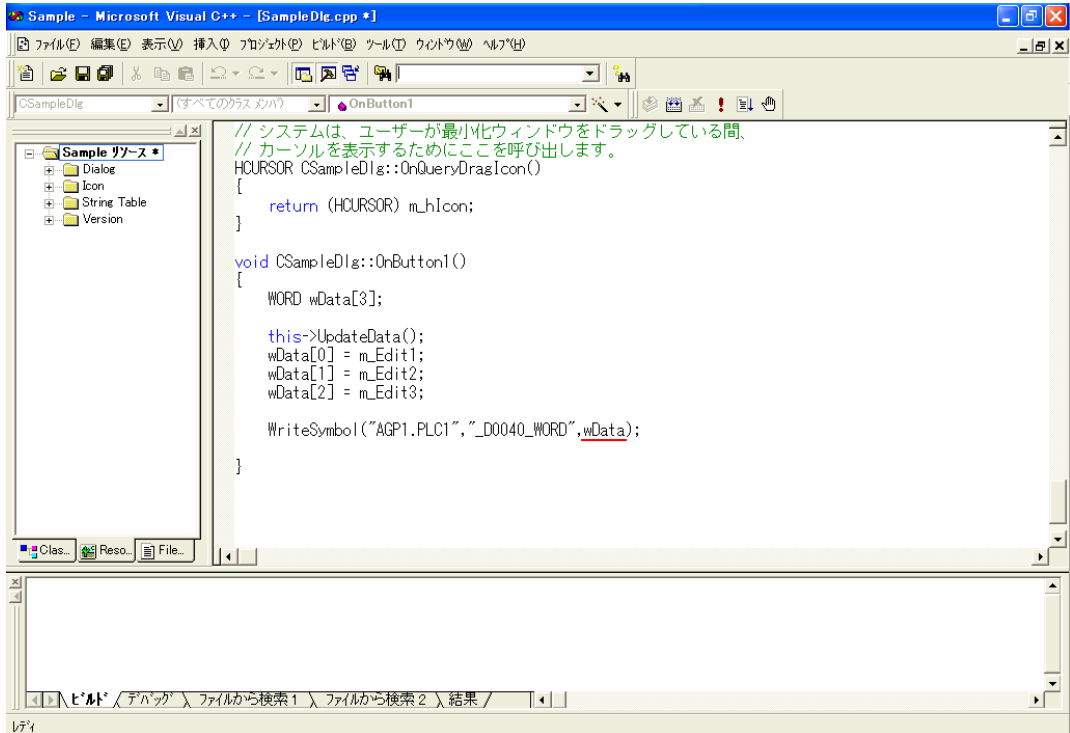 Sample - Microsoft Visual C++ - [SampleDlg.cpp *]
ファイル(F) 編集(E) 表示(V) 挿入(I) プロジェクト(P) ビルド(B) ツール(T) ウィンドウ(W) ヘルプ(H)
CSampleDlg (すべてのクラス メンバ) OnButton1
Sample リソース *
Dialog
Icon
String Table
Version
Clas... Reso... File...
// システムは、ユーザーが最小化ウィンドウをドラッグしている間、
// カーソルを表示するためにここを呼び出します。
HCURSOR CSampleDlg::OnQueryDragIcon()
{
return (HCURSOR) m_hIcon;
}
void CSampleDlg::OnButton1()
{
WORD wData[3];
this->UpdateData();
wData[0] = m_Edit1;
wData[1] = m_Edit2;
wData[2] = m_Edit3;
WriteSymbol("AGP1.PLC1","_D0040_WORD",wData);
}
ビルド デバッグ ファイルから検索1 ファイルから検索2 結果
レディ